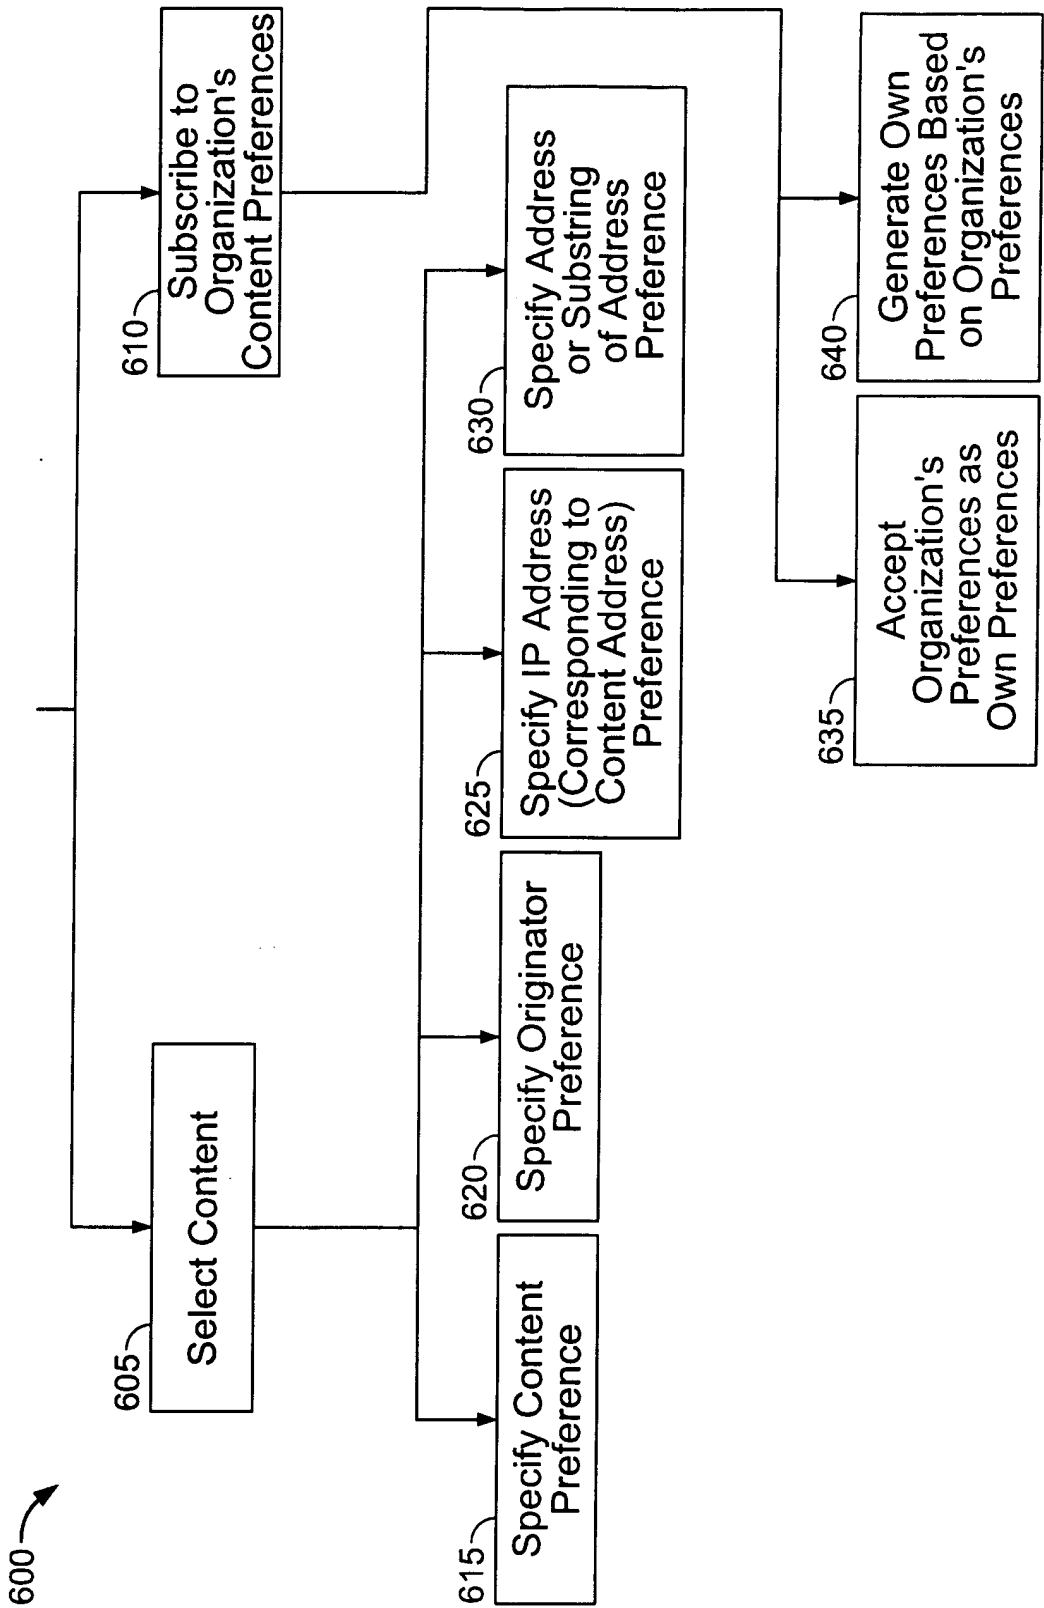 600
605
Select Content
610
Subscribe to
Organization's
Content Preferences
615
Specify Content
Preference
620
Specify Originator
Preference
625
Specify IP Address
(Corresponding to
Content Address)
Preference
630
Specify Address
or Substring
of Address
Preference
635
Accept
Organization's
Preferences as
Own Preferences
640
Generate Own
Preferences Based
on Organization's
Preferences